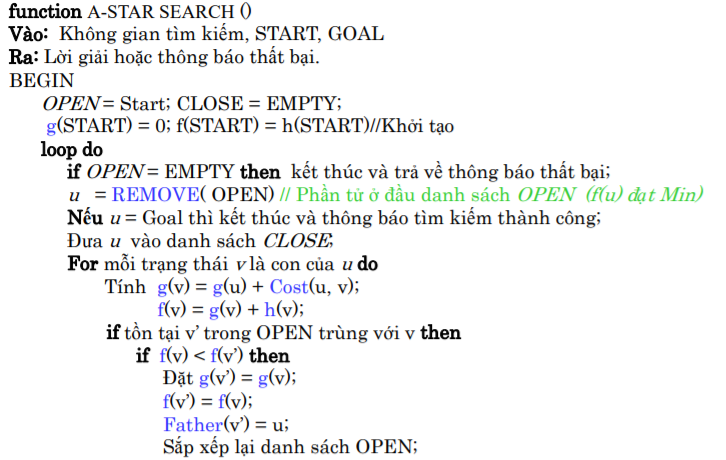 function A-STAR SEARCH ()
Vào: Không gian tìm kiếm, START, GOAL
Ra: Lời giải hoặc thông báo thất bại.
BEGIN
OPEN = Start; CLOSE = EMPTY;
g(START) = 0; f(START) = h(START)//Khởi tạo
loop do
if OPEN = EMPTY then kết thúc và trả về thông báo thất bại;
u = REMOVE( OPEN) // Phần tử ở đầu danh sách OPEN (f(u) đạt Min)
Nếu u = Goal thì kết thúc và thông báo tìm kiếm thành công;
Đưa u vào danh sách CLOSE;
For mỗi trạng thái v là con của u do
Tính g(v) = g(u) + Cost(u, v);
f(v) = g(v) + h(v);
if tồn tại v' trong OPEN trùng với v then
if f(v) < f(v') then
Đặt g(v') = g(v);
f(v') = f(v);
Father(v') = u;
Sắp xếp lại danh sách OPEN;